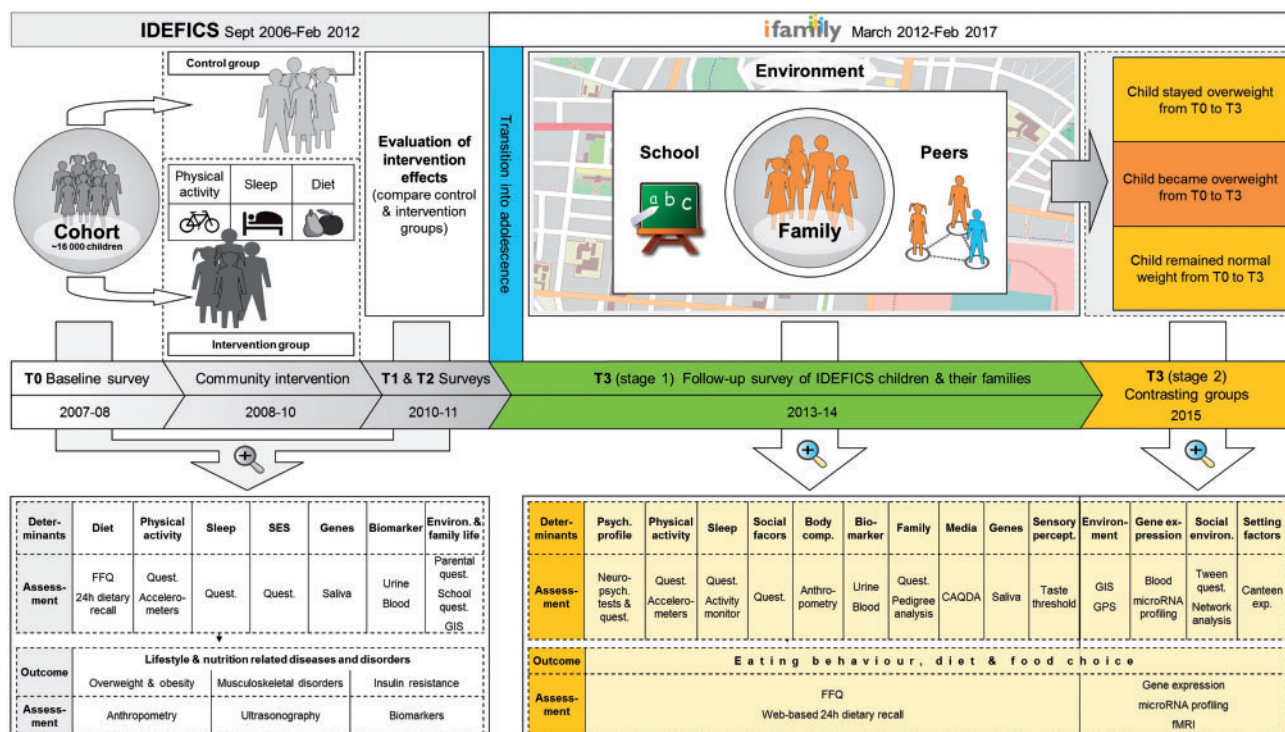 IDEFICS Sept 2006-Feb 2012
ifamily March 2012-Feb 2017
Control group
Cohort
~16 000 children
Physical activity
Sleep
Diet
Intervention group
Evaluation of
intervention
effects
(compare control
& intervention
groups)
Transition into adolescence
Environment
School
a b c
Family
Peers
Child stayed overweight
from T0 to T3
Child became overweight
from T0 to T3
Child remained normal
weight from T0 to T3
T0 Baseline survey
Community intervention
T1 & T2 Surveys
T3 (stage 1) Follow-up survey of IDEFICS children & their families
T3 (stage 2)
Contrasting groups
2007-08
2008-10
2010-11
2013-14
2015
Deter-
minants
Diet
Physical
activity
Sleep
SES
Genes
Biomarker
Environ. &
family life
Assess-
ment
FFQ
24h dietary
recall
Quest.
Accelero-
meters
Quest.
Quest.
Saliva
Urine
Blood
Parental
quest.
School
quest.
GIS
Outcome
Lifestyle & nutrition related diseases and disorders
Overweight & obesity
Musculoskeletal disorders
Insulin resistance
Assess-
ment
Anthropometry
Ultrasonography
Biomarkers
Deter-
minants
Psych.
profile
Physical
activity
Sleep
Social
facors
Body
comp.
Bio-
marker
Family
Media
Genes
Sensory
percept.
Environ-
ment
Gene ex-
pression
Social
environ.
Setting
factors
Assess-
ment
Neuro-
psych.
tests &
quest.
Quest.
Accelero-
meters
Quest.
Activity
monitor
Quest.
Anthro-
pometry
Urine
Blood
Quest.
Pedigree
analysis
CAQDA
Saliva
Taste
threshold
GIS
GPS
Blood
microRNA
profiling
Tween
quest.
Network
analysis
Canteen
exp.
Outcome
Eating behaviour, diet & food choice
Assess-
ment
FFQ
Web-based 24h dietary recall
Gene expression
microRNA profiling
fMRI